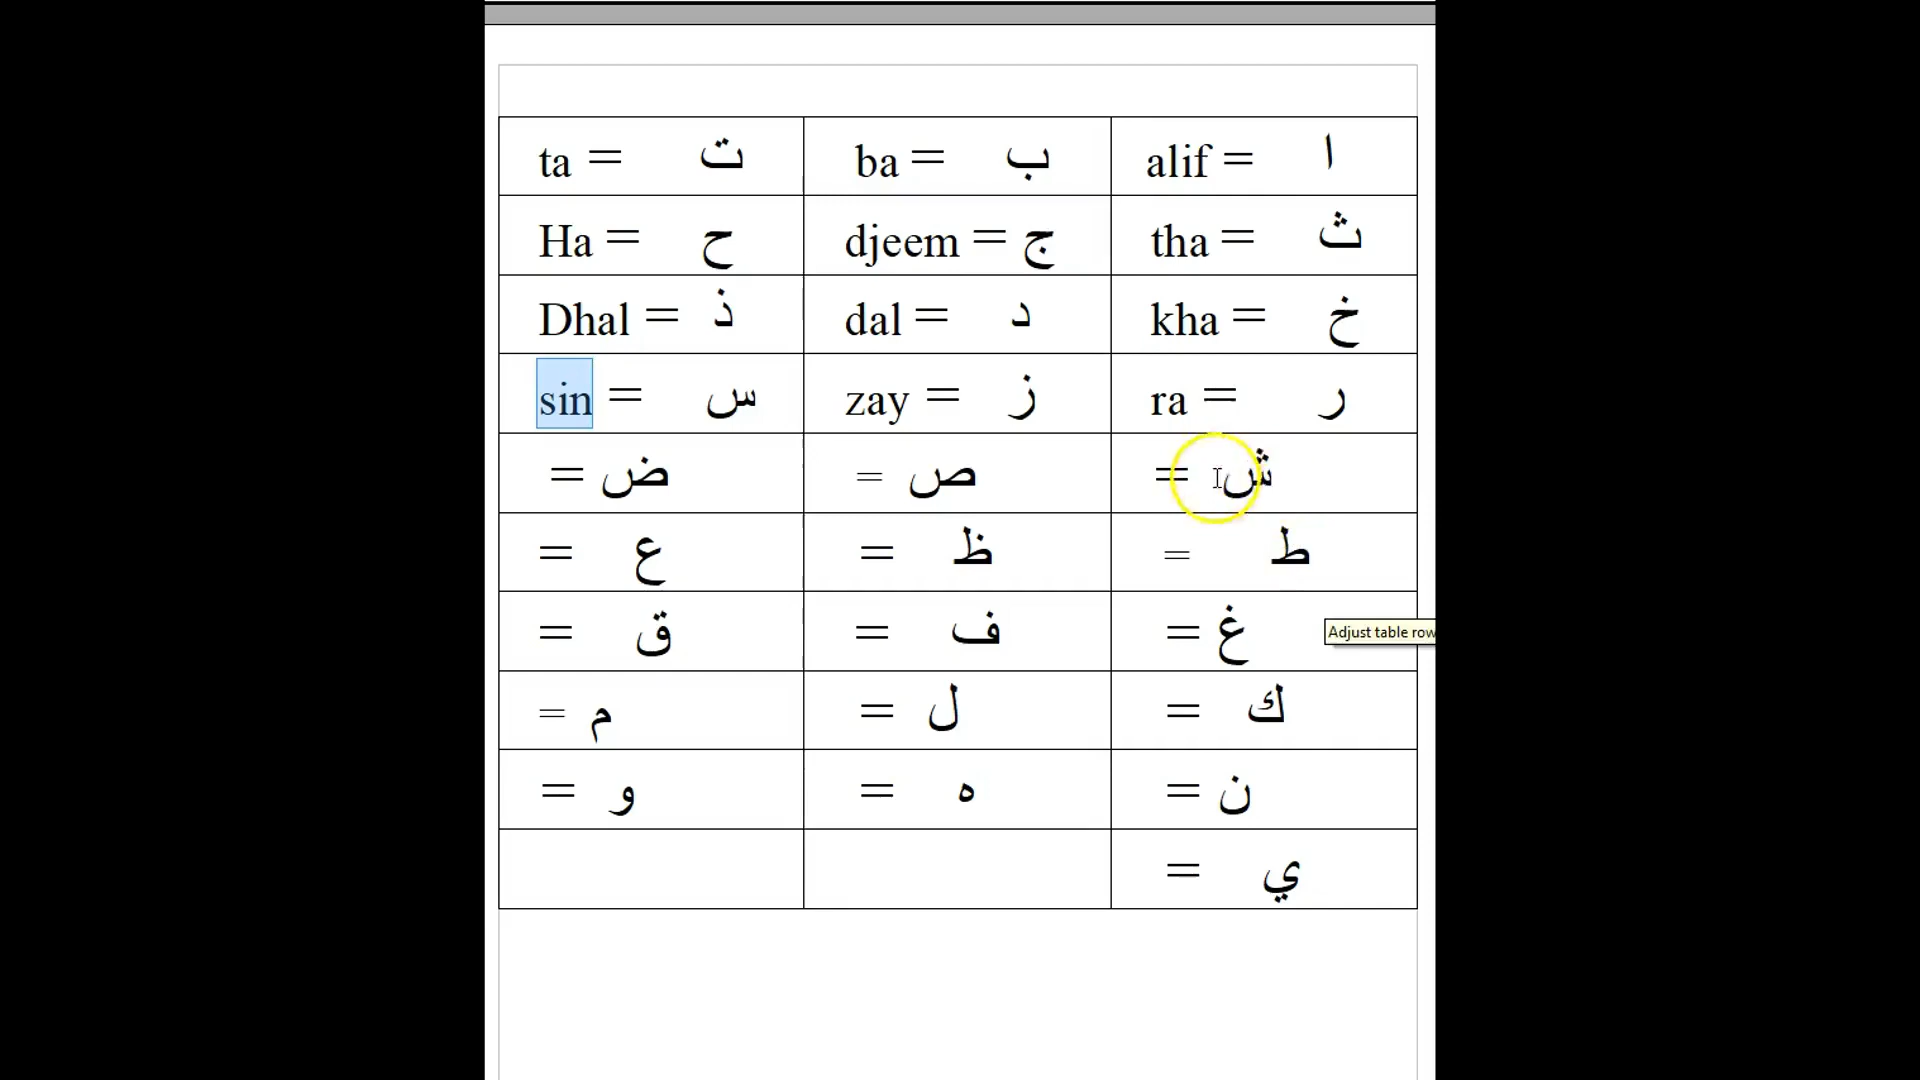 ta = ت ba = ب alif = ا
Ha = ح djeem = ج tha = ث
Dhal = ذ dal = د kha = خ
sin = س zay = ز ra = ر
= ض = ص = ش
= ع = ظ = ط
= ق = ف = غ
Adjust table row
= م = ل = ك
= و = ه = ن
= ي